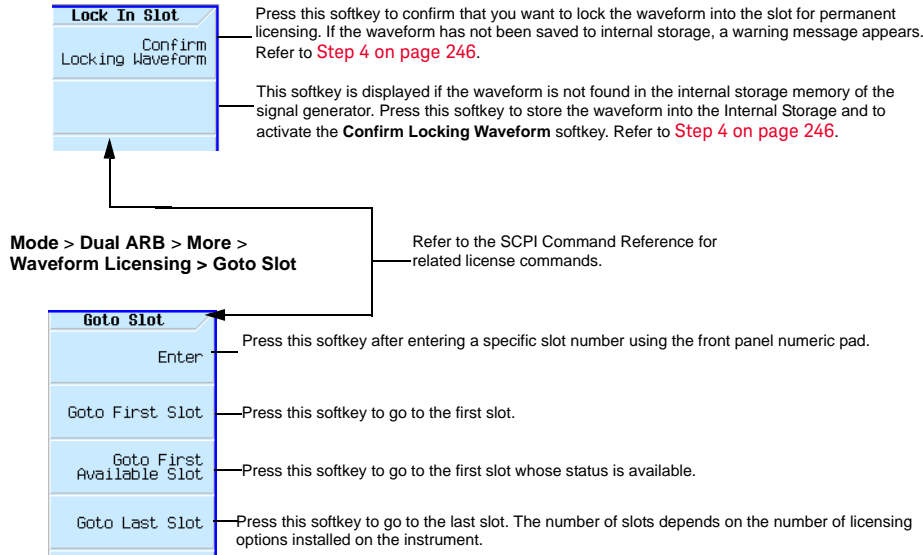 Lock In Slot
Confirm
Locking Waveform
Press this softkey to confirm that you want to lock the waveform into the slot for permanent
licensing. If the waveform has not been saved to internal storage, a warning message appears.
Refer to Step 4 on page 246.
This softkey is displayed if the waveform is not found in the internal storage memory of the
signal generator. Press this softkey to store the waveform into the Internal Storage and to
activate the Confirm Locking Waveform softkey. Refer to Step 4 on page 246.
Mode > Dual ARB > More >
Waveform Licensing > Goto Slot
Refer to the SCPI Command Reference for
related license commands.
Goto Slot
Enter
Press this softkey after entering a specific slot number using the front panel numeric pad.
Goto First Slot
Press this softkey to go to the first slot.
Goto First
Available Slot
Press this softkey to go to the first slot whose status is available.
Goto Last Slot
Press this softkey to go to the last slot. The number of slots depends on the number of licensing
options installed on the instrument.